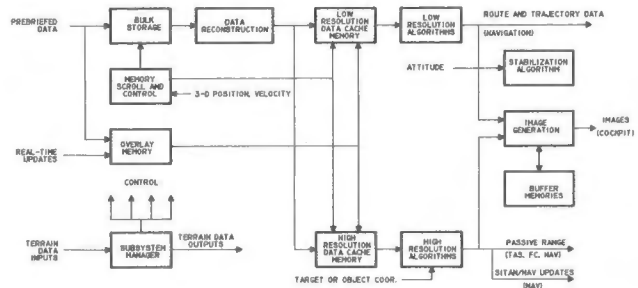 PREBRIEFED DATA
BULK
STORAGE
DATA
RECONSTRUCTION
LOW
RESOLUTION
DATA CACHE
MEMORY
LOW
RESOLUTION
ALGORITHMS
ROUTE AND TRAJECTORY DATA
(NAVIGATION)
MEMORY
SCROLL AND
CONTROL
3-D POSITION, VELOCITY
ATTITUDE
STABILIZATION
ALGORITHM
REAL-TIME
UPDATES
OVERLAY
MEMORY
IMAGE
GENERATION
IMAGES
(COCKPIT)
BUFFER
MEMORIES
CONTROL
TERRAIN
DATA
INPUTS
SUBSYSTEM
MANAGER
TERRAIN DATA
OUTPUTS
HIGH
RESOLUTION
DATA CACHE
MEMORY
HIGH
RESOLUTION
ALGORITHMS
TARGET OR OBJECT COOR.
PASSIVE RANGE
(TAS, FC, NAV)
SITAN/NAV UPDATES
(NAV)